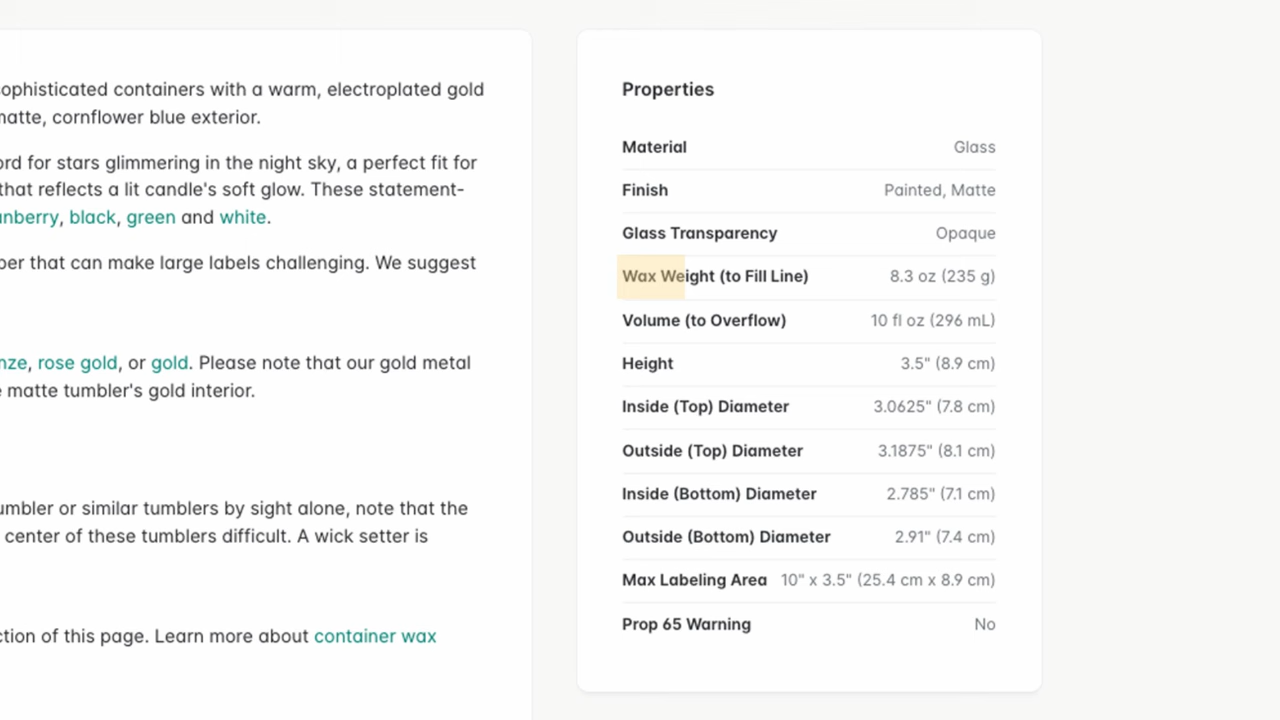 sophisticated containers with a warm, electroplated gold
matte, cornflower blue exterior.
for stars glimmering in the night sky, a perfect fit for
that reflects a lit candle's soft glow. These statement-
black, green and white.
that can make large labels challenging. We suggest
rose gold, or gold. Please note that our gold metal
matte tumbler's gold interior.
tumbler or similar tumblers by sight alone, note that the
center of these tumblers difficult. A wick setter is
of this page. Learn more about container wax
Properties
Material Glass
Finish Painted, Matte
Glass Transparency Opaque
Wax Weight (to Fill Line) 8.3 oz (235 g)
Volume (to Overflow) 10 fl oz (296 mL)
Height 3.5" (8.9 cm)
Inside (Top) Diameter 3.0625" (7.8 cm)
Outside (Top) Diameter 3.1875" (8.1 cm)
Inside (Bottom) Diameter 2.785" (7.1 cm)
Outside (Bottom) Diameter 2.91" (7.4 cm)
Max Labeling Area 10" x 3.5" (25.4 cm x 8.9 cm)
Prop 65 Warning No